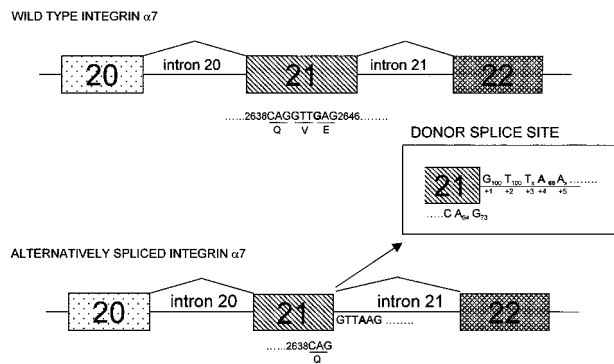 WILD TYPE INTEGRIN α7
20 intron 20 21 intron 21 22
......2638CAGGTTGAG2646........
Q V E
DONOR SPLICE SITE
21 G100 T100 T A A ........
+1 +2 +3 +4 +5
.....C A64 G73
ALTERNATIVELY SPLICED INTEGRIN α7
20 intron 20 21 intron 21 22
GTTAAG ........
......2638CAG
Q